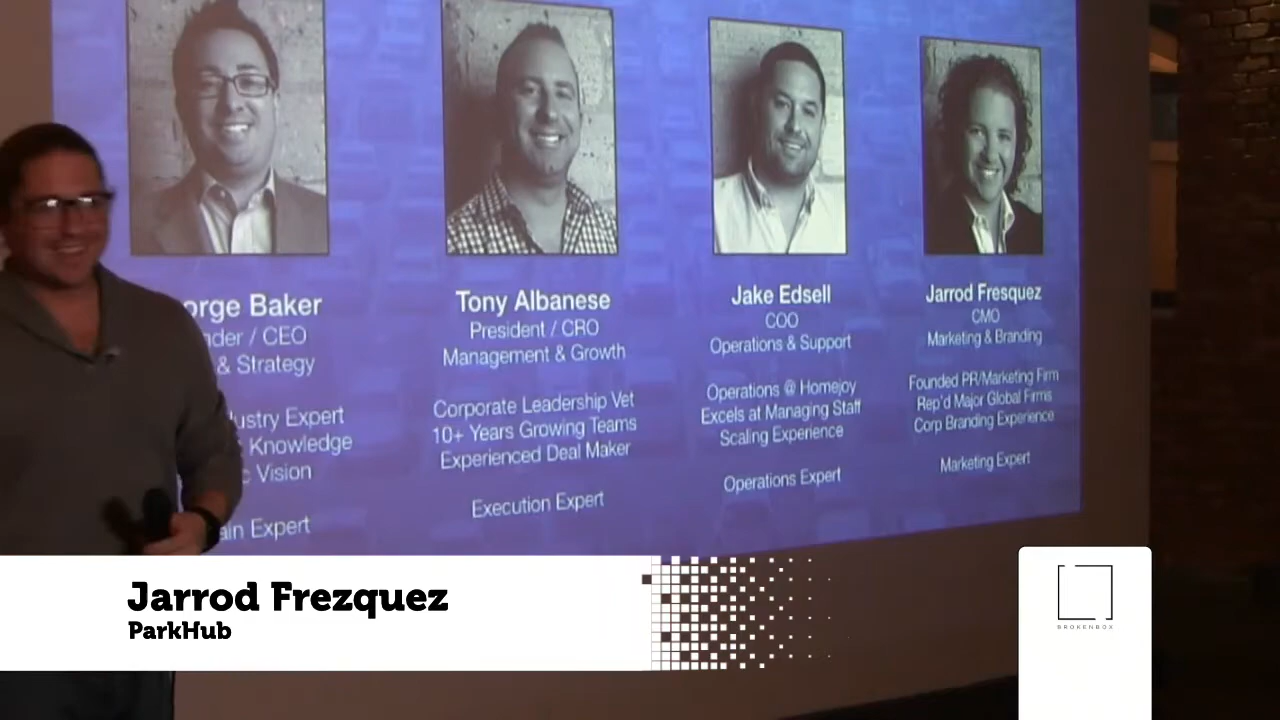 orge Baker
nder / CEO
& Strategy
ustry Expert
Knowledge
Vision
ain Expert
Tony Albanese
President / CRO
Management & Growth
Corporate Leadership Vet
10+ Years Growing Teams
Experienced Deal Maker
Execution Expert
Jake Edsell
COO
Operations & Support
Operations @ Homejoy
Excels at Managing Staff
Scaling Experience
Operations Expert
Jarrod Fresquez
CMO
Marketing & Branding
Founded PR/Marketing Firm
Rep'd Major Global Firms
Corp Branding Experience
Marketing Expert
Jarrod Frezquez
ParkHub
BROKENBOX